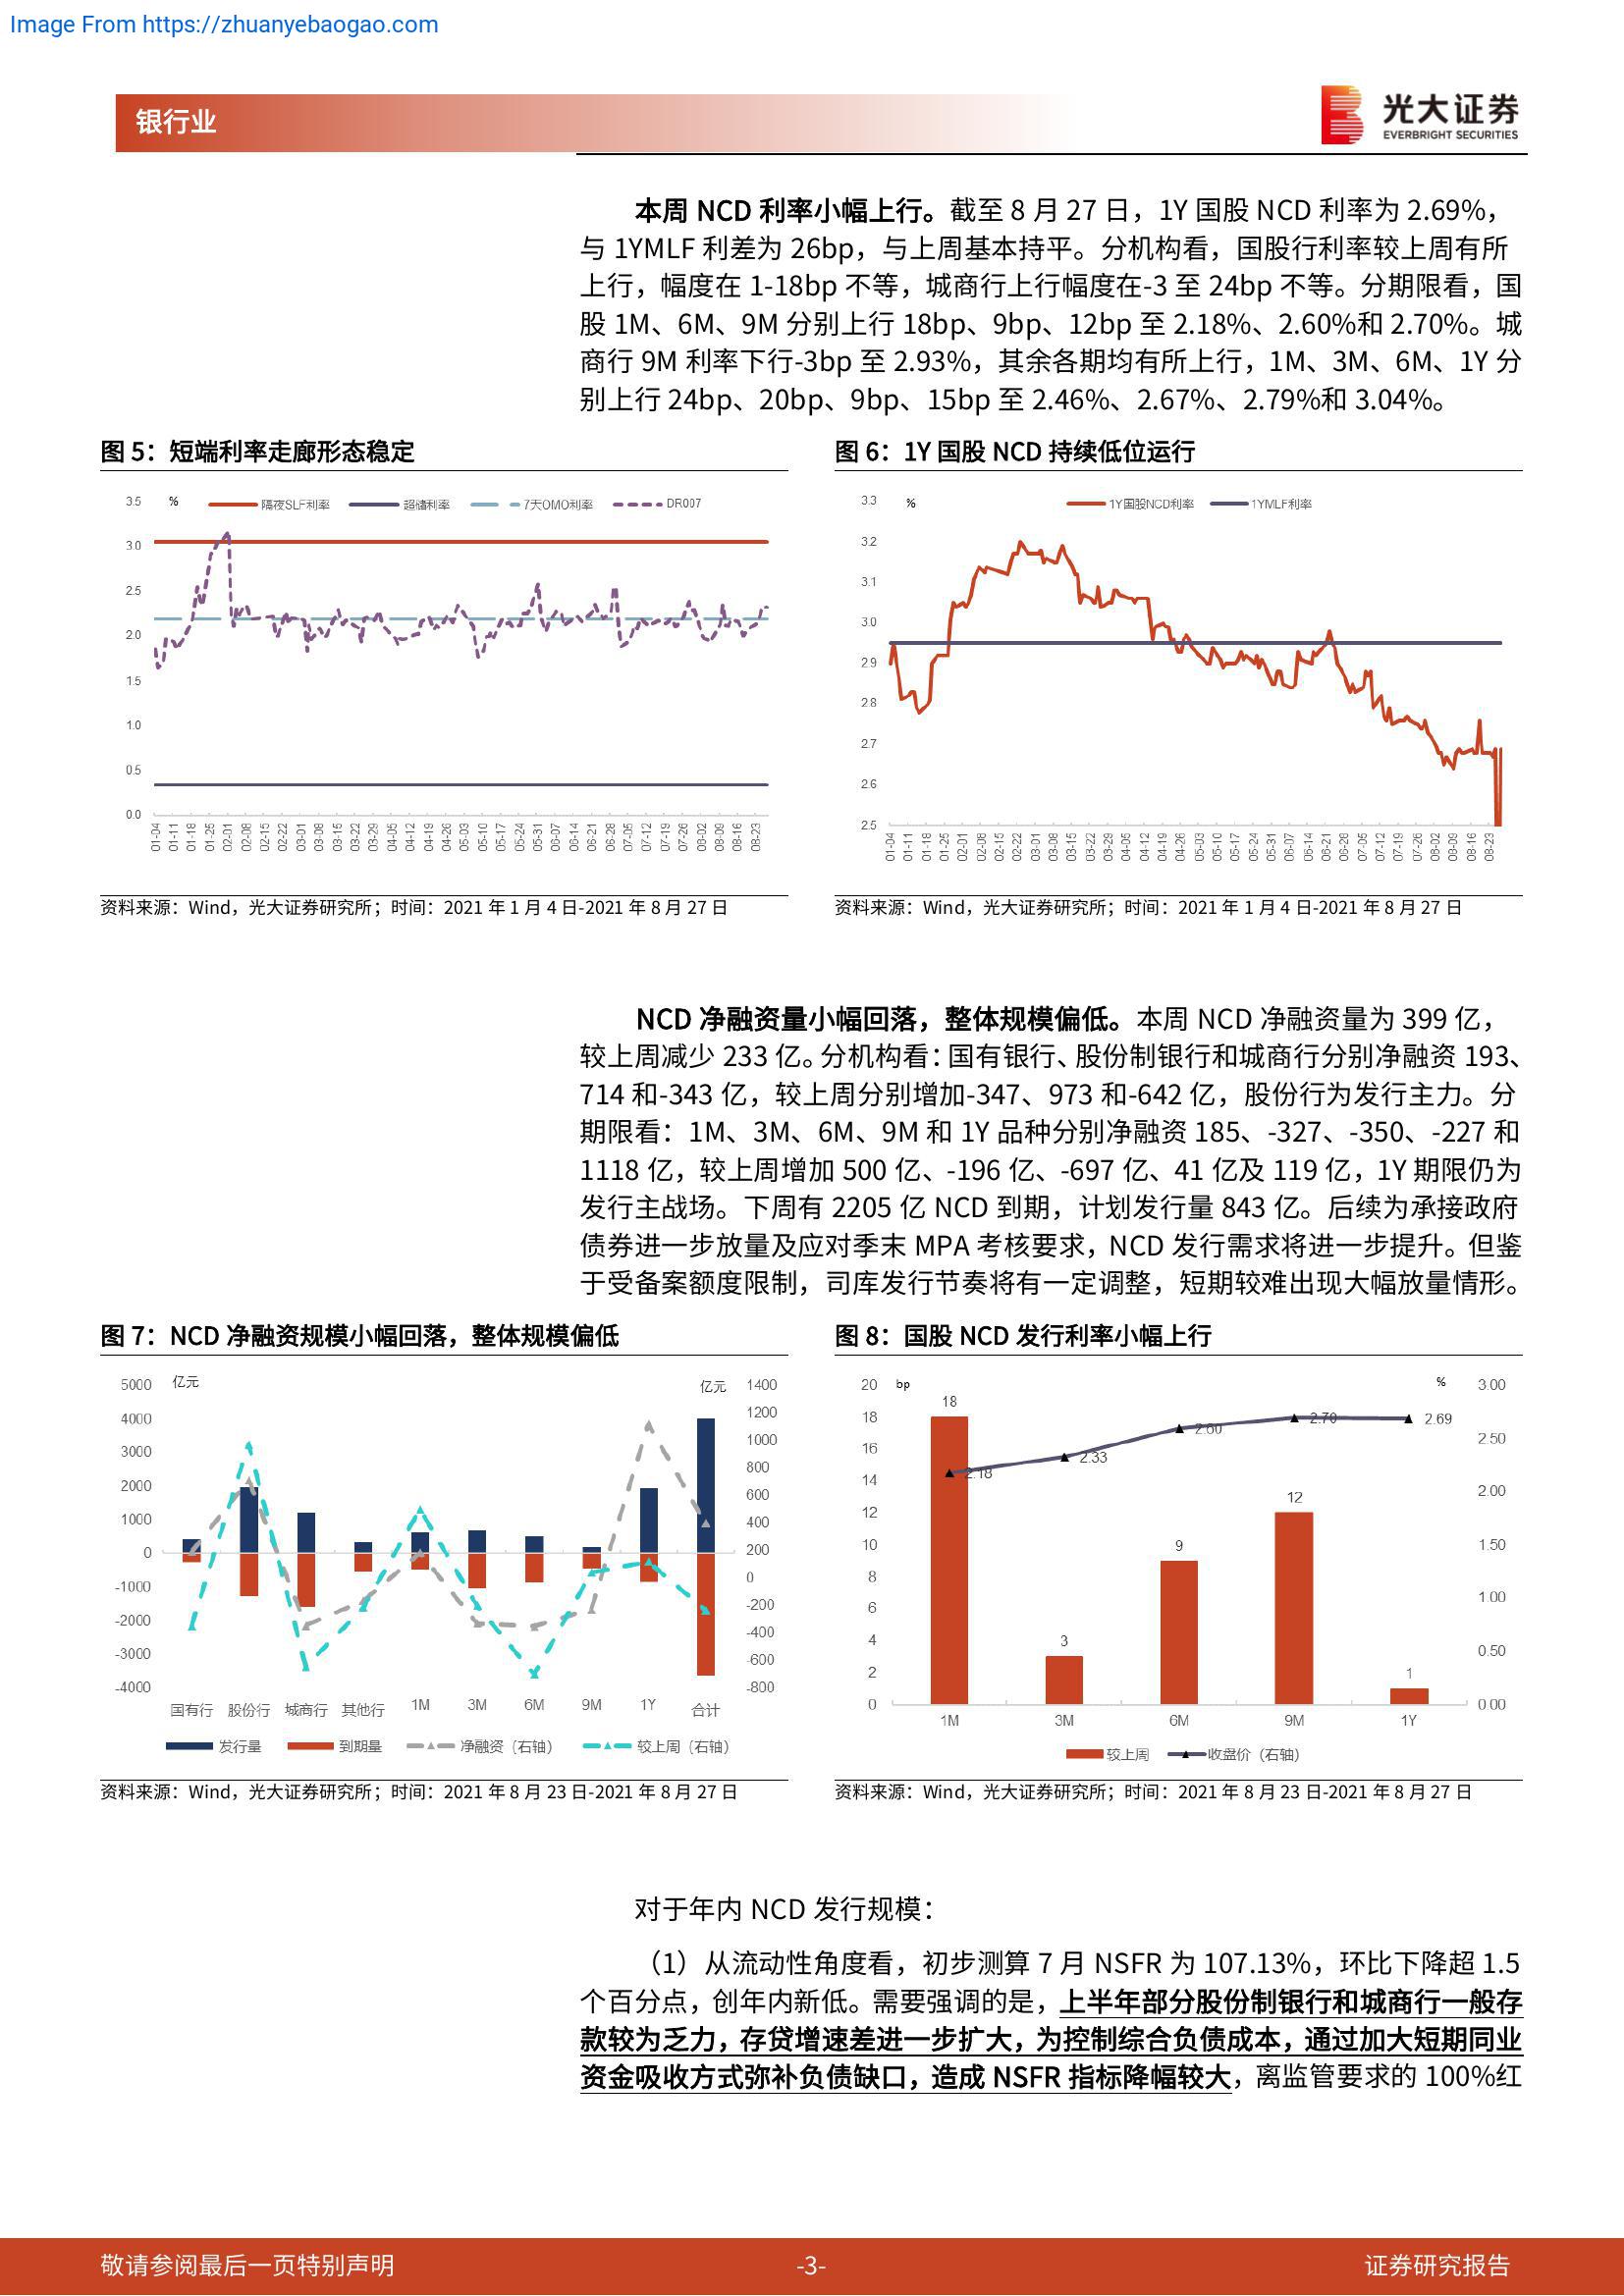 Image From https://zhuanyebaogao.com
银行业
光大证券
EVERBRIGHT SECURITIES
本周 NCD 利率小幅上行。截至 8 月 27 日，1Y 国股 NCD 利率为 2.69%，
与 1YMLF 利差为 26bp，与上周基本持平。分机构看，国股行利率较上周有所
上行，幅度在 1-18bp 不等，城商行上行幅度在-3 至 24bp 不等。分期限看，国
股 1M、6M、9M 分别上行 18bp、9bp、12bp 至 2.18%、2.60%和 2.70%。城
商行 9M 利率下行-3bp 至 2.93%，其余各期均有所上行，1M、3M、6M、1Y 分
别上行 24bp、20bp、9bp、15bp 至 2.46%、2.67%、2.79%和 3.04%。
图 5：短端利率走廊形态稳定
% 隔夜SLF利率 超储利率 7天OMO利率 DR007
3.5
3.0
2.5
2.0
1.5
1.0
0.5
0.0
01-04 01-11 01-18 01-25 02-01 02-08 02-15 02-22 03-01 03-08 03-15 03-22 03-29 04-05 04-12 04-19 04-26 05-03 05-10 05-17 05-24 05-31 06-07 06-14 06-21 06-28 07-05 07-12 07-19 07-26 08-02 08-09 08-16 08-23
资料来源：Wind，光大证券研究所；时间：2021 年 1 月 4 日-2021 年 8 月 27 日
图 6：1Y 国股 NCD 持续低位运行
% 1Y国股NCD利率 1YMLF利率
3.3
3.2
3.1
3.0
2.9
2.8
2.7
2.6
2.5
01-04 01-11 01-18 01-25 02-01 02-08 02-15 02-22 03-01 03-08 03-15 03-22 03-29 04-05 04-12 04-19 04-26 05-03 05-10 05-17 05-24 05-31 06-07 06-14 06-21 06-28 07-05 07-12 07-19 07-26 08-02 08-09 08-16 08-23
资料来源：Wind，光大证券研究所；时间：2021 年 1 月 4 日-2021 年 8 月 27 日
NCD 净融资量小幅回落，整体规模偏低。本周 NCD 净融资量为 399 亿，
较上周减少 233 亿。分机构看：国有银行、股份制银行和城商行分别净融资 193、
714 和-343 亿，较上周分别增加-347、973 和-642 亿，股份行为发行主力。分
期限看：1M、3M、6M、9M 和 1Y 品种分别净融资 185、-327、-350、-227 和
1118 亿，较上周增加 500 亿、-196 亿、-697 亿、41 亿及 119 亿，1Y 期限仍为
发行主战场。下周有 2205 亿 NCD 到期，计划发行量 843 亿。后续为承接政府
债券进一步放量及应对季末 MPA 考核要求，NCD 发行需求将进一步提升。但鉴
于受备案额度限制，司库发行节奏将有一定调整，短期较难出现大幅放量情形。
图 7：NCD 净融资规模小幅回落，整体规模偏低
亿元 亿元
5000
4000
3000
2000
1000
0
-1000
-2000
-3000
-4000
1400
1200
1000
800
600
400
200
0
-200
-400
-600
-800
国有行 股份行 城商行 其他行 1M 3M 6M 9M 1Y 合计
发行量 到期量 净融资（右轴） 较上周（右轴）
资料来源：Wind，光大证券研究所；时间：2021 年 8 月 23 日-2021 年 8 月 27 日
图 8：国股 NCD 发行利率小幅上行
bp %
20
18
16
14
12
10
8
6
4
2
0
18 3 9 12 1
2.18 2.33 2.60 2.70 2.69
3.00
2.50
2.00
1.50
1.00
0.50
0.00
1M 3M 6M 9M 1Y
较上周 收盘价（右轴）
资料来源：Wind，光大证券研究所；时间：2021 年 8 月 23 日-2021 年 8 月 27 日
对于年内 NCD 发行规模：
（1）从流动性角度看，初步测算 7 月 NSFR 为 107.13%，环比下降超 1.5
个百分点，创年内新低。需要强调的是，上半年部分股份制银行和城商行一般存
款较为乏力，存贷增速差进一步扩大，为控制综合负债成本，通过加大短期同业
资金吸收方式弥补负债缺口，造成 NSFR 指标降幅较大，离监管要求的 100%红
敬请参阅最后一页特别声明
-3-
证券研究报告